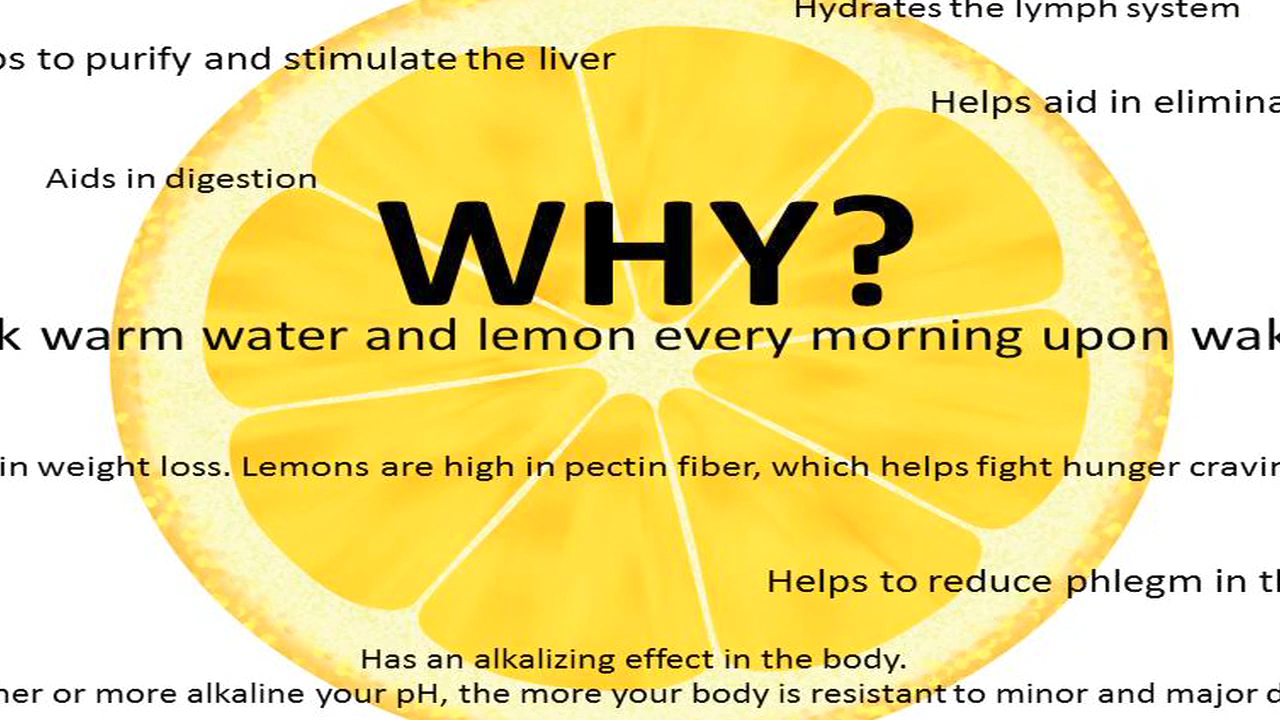 Hydrates the lymph system
ps to purify and stimulate the liver
Helps aid in elimina
Aids in digestion
WHY?
k warm water and lemon every morning upon wak
in weight loss. Lemons are high in pectin fiber, which helps fight hunger cravin
Helps to reduce phlegm in th
Has an alkalizing effect in the body.
her or more alkaline your pH, the more your body is resistant to minor and major d